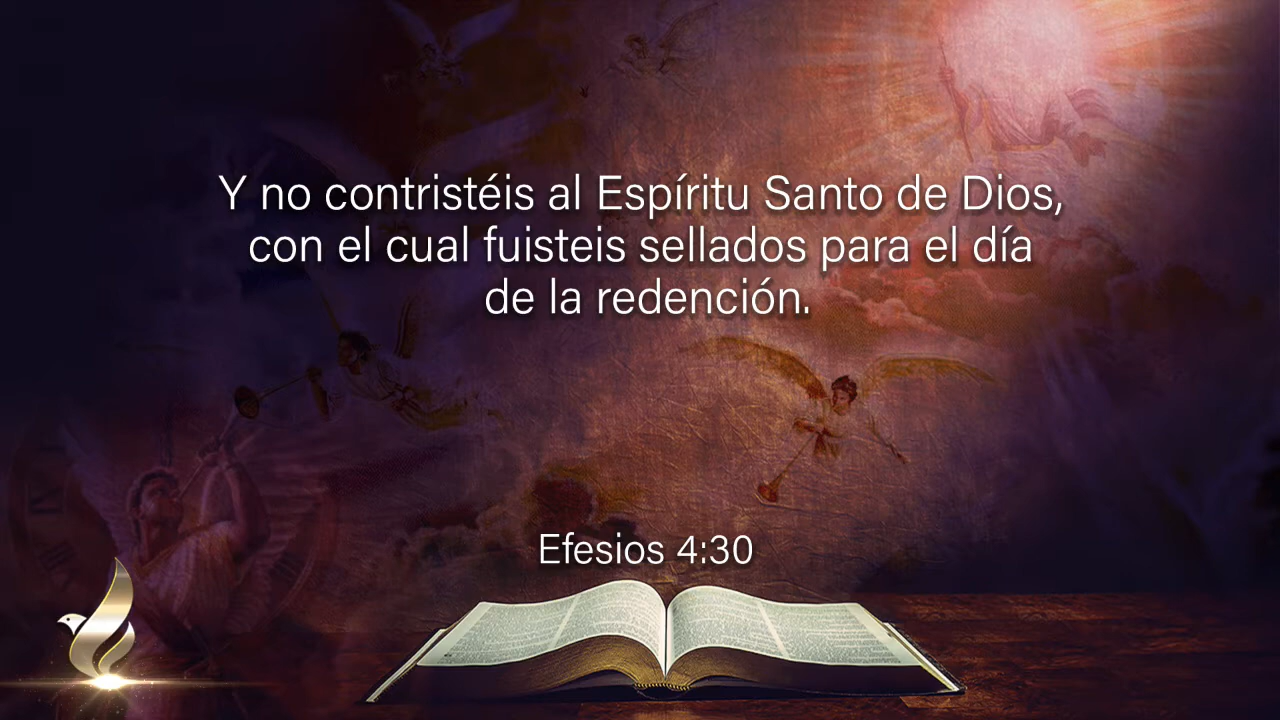 Y no contristéis al Espíritu Santo de Dios,
con el cual fuisteis sellados para el día
de la redención.
Efesios 4:30